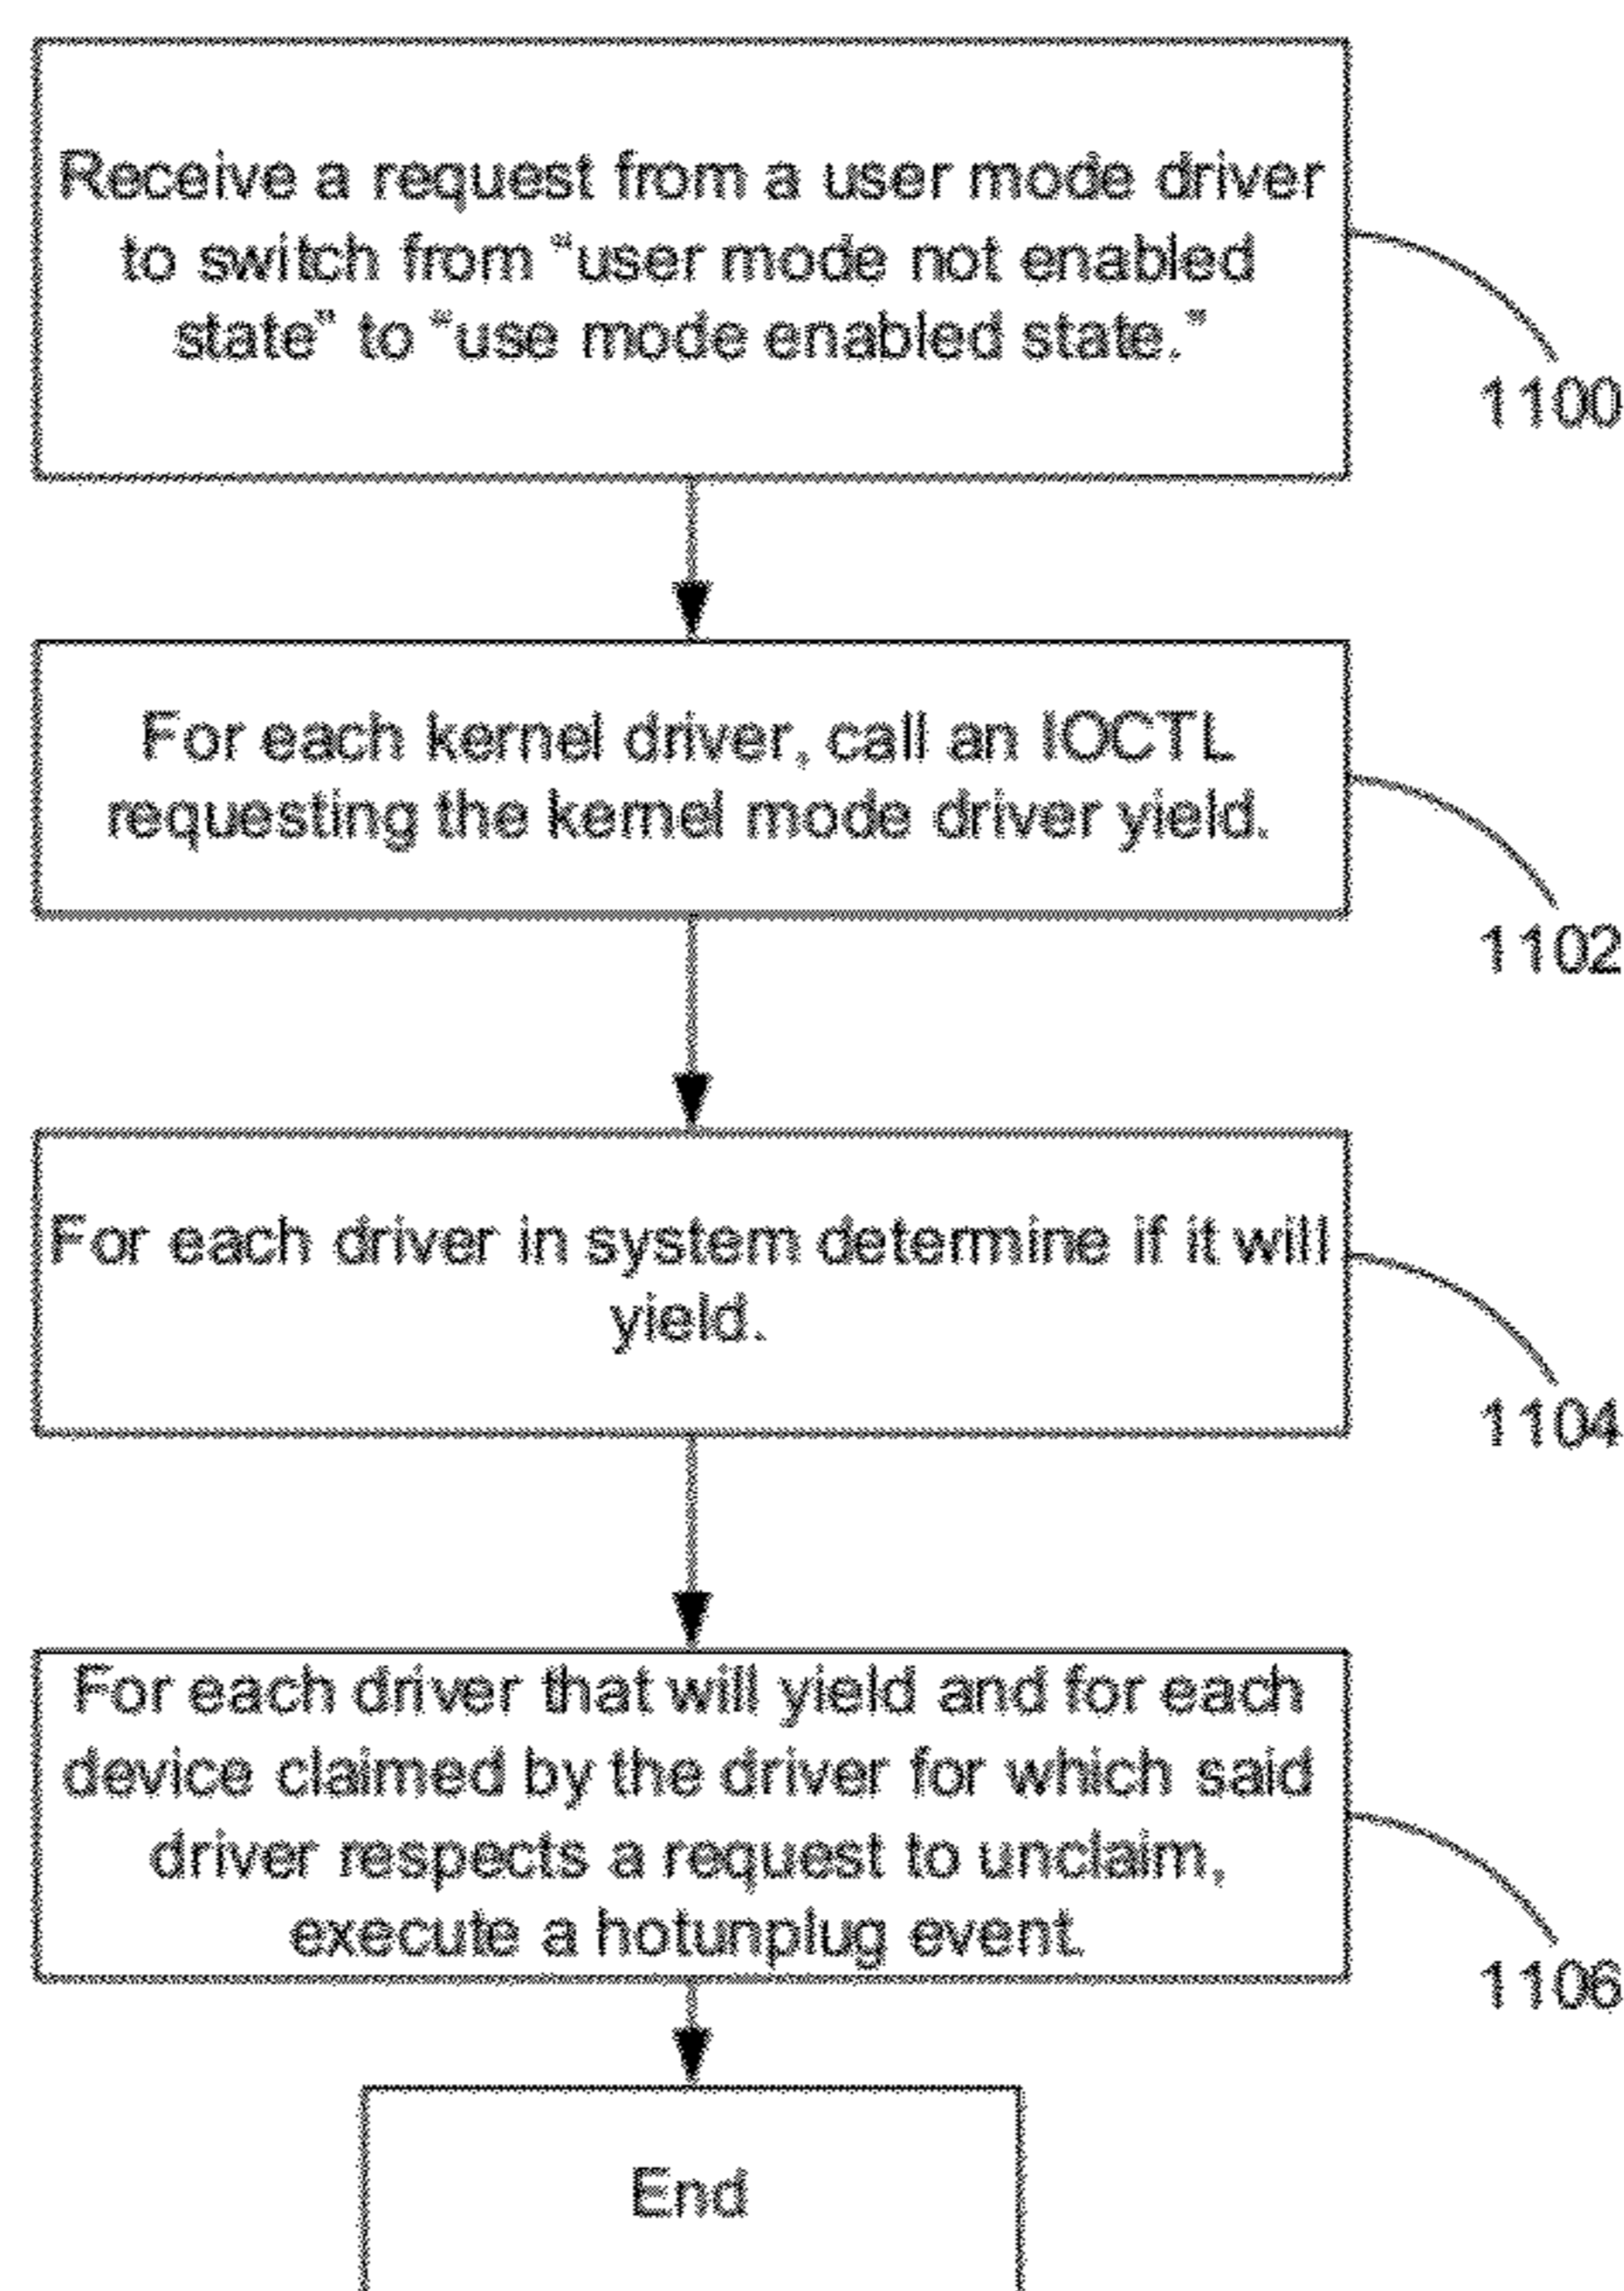 Receive a request from a user mode driver
to switch from “user mode not enabled
state” to “use mode enabled state.”
1100
For each kernel driver, call an IOCTL
requesting the kernel mode driver yield.
1102
For each driver in system determine if it will
yield.
1104
For each driver that will yield and for each
device claimed by the driver for which said
driver respects a request to unclaim,
execute a hotunplug event.
1106
End